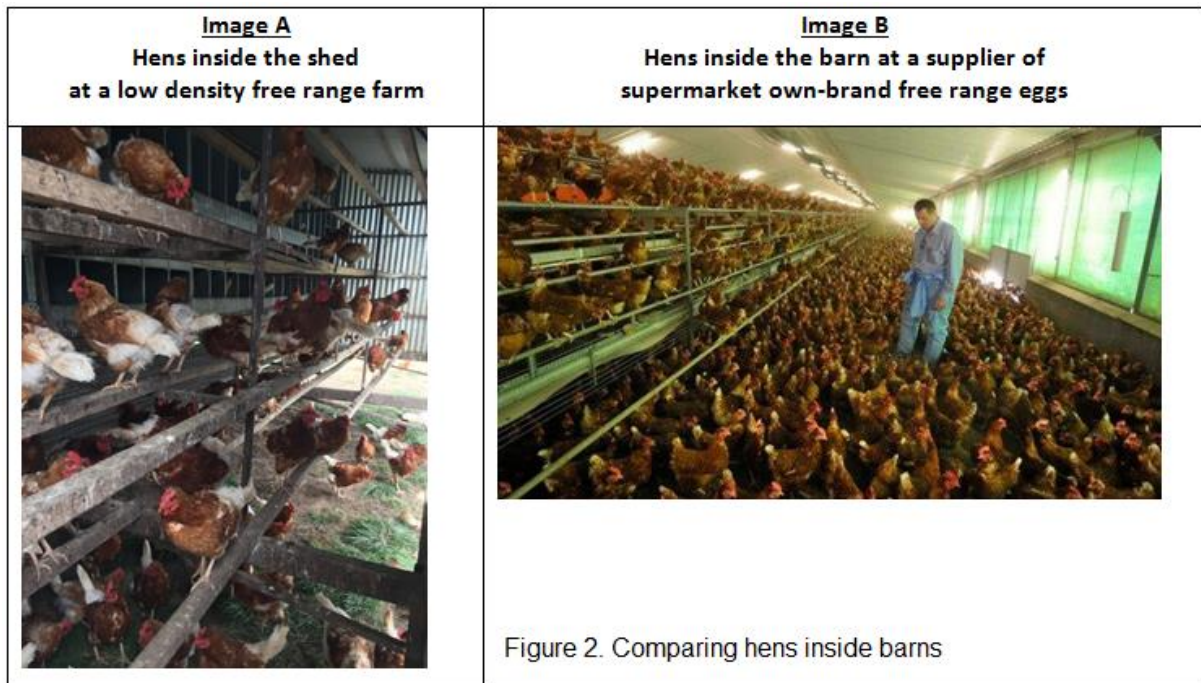 Image A
Hens inside the shed
at a low density free range farm
Image B
Hens inside the barn at a supplier of
supermarket own-brand free range eggs
Figure 2. Comparing hens inside barns